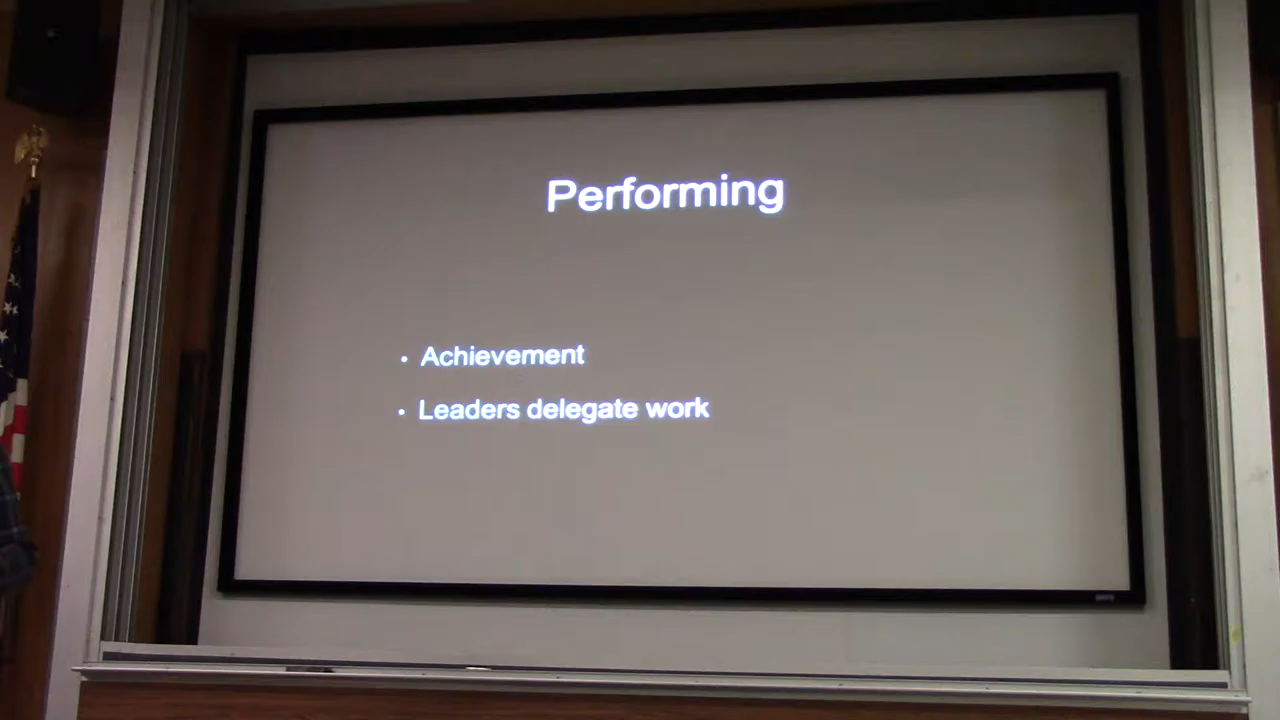 Performing
• Achievement
• Leaders delegate work